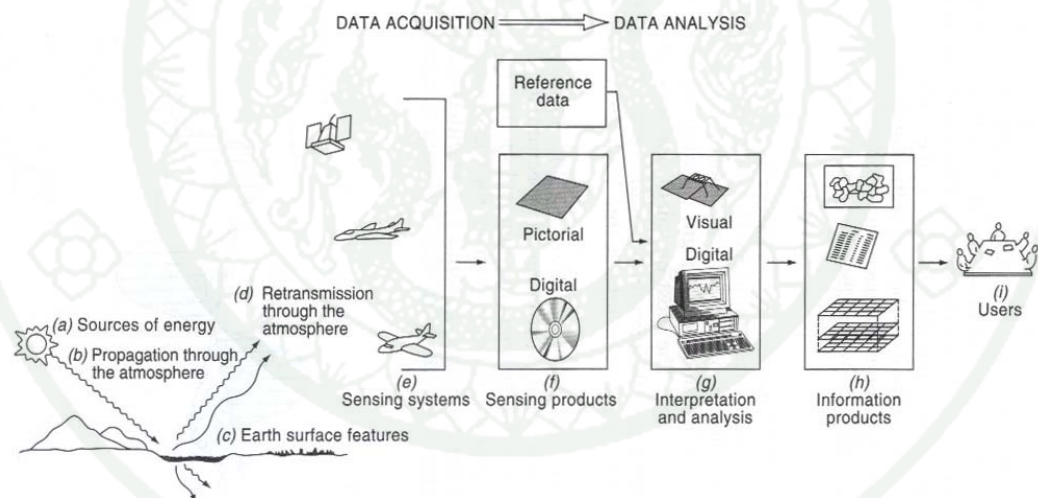 DATA ACQUISITION
DATA ANALYSIS
Reference
data
Pictorial
Digital
Visual
Digital
(a) Sources of energy
(b) Propagation through
the atmosphere
(c) Earth surface features
(d) Retransmission
through the
atmosphere
(e)
Sensing systems
(f)
Sensing products
(g)
Interpretation
and analysis
(h)
Information
products
(i)
Users